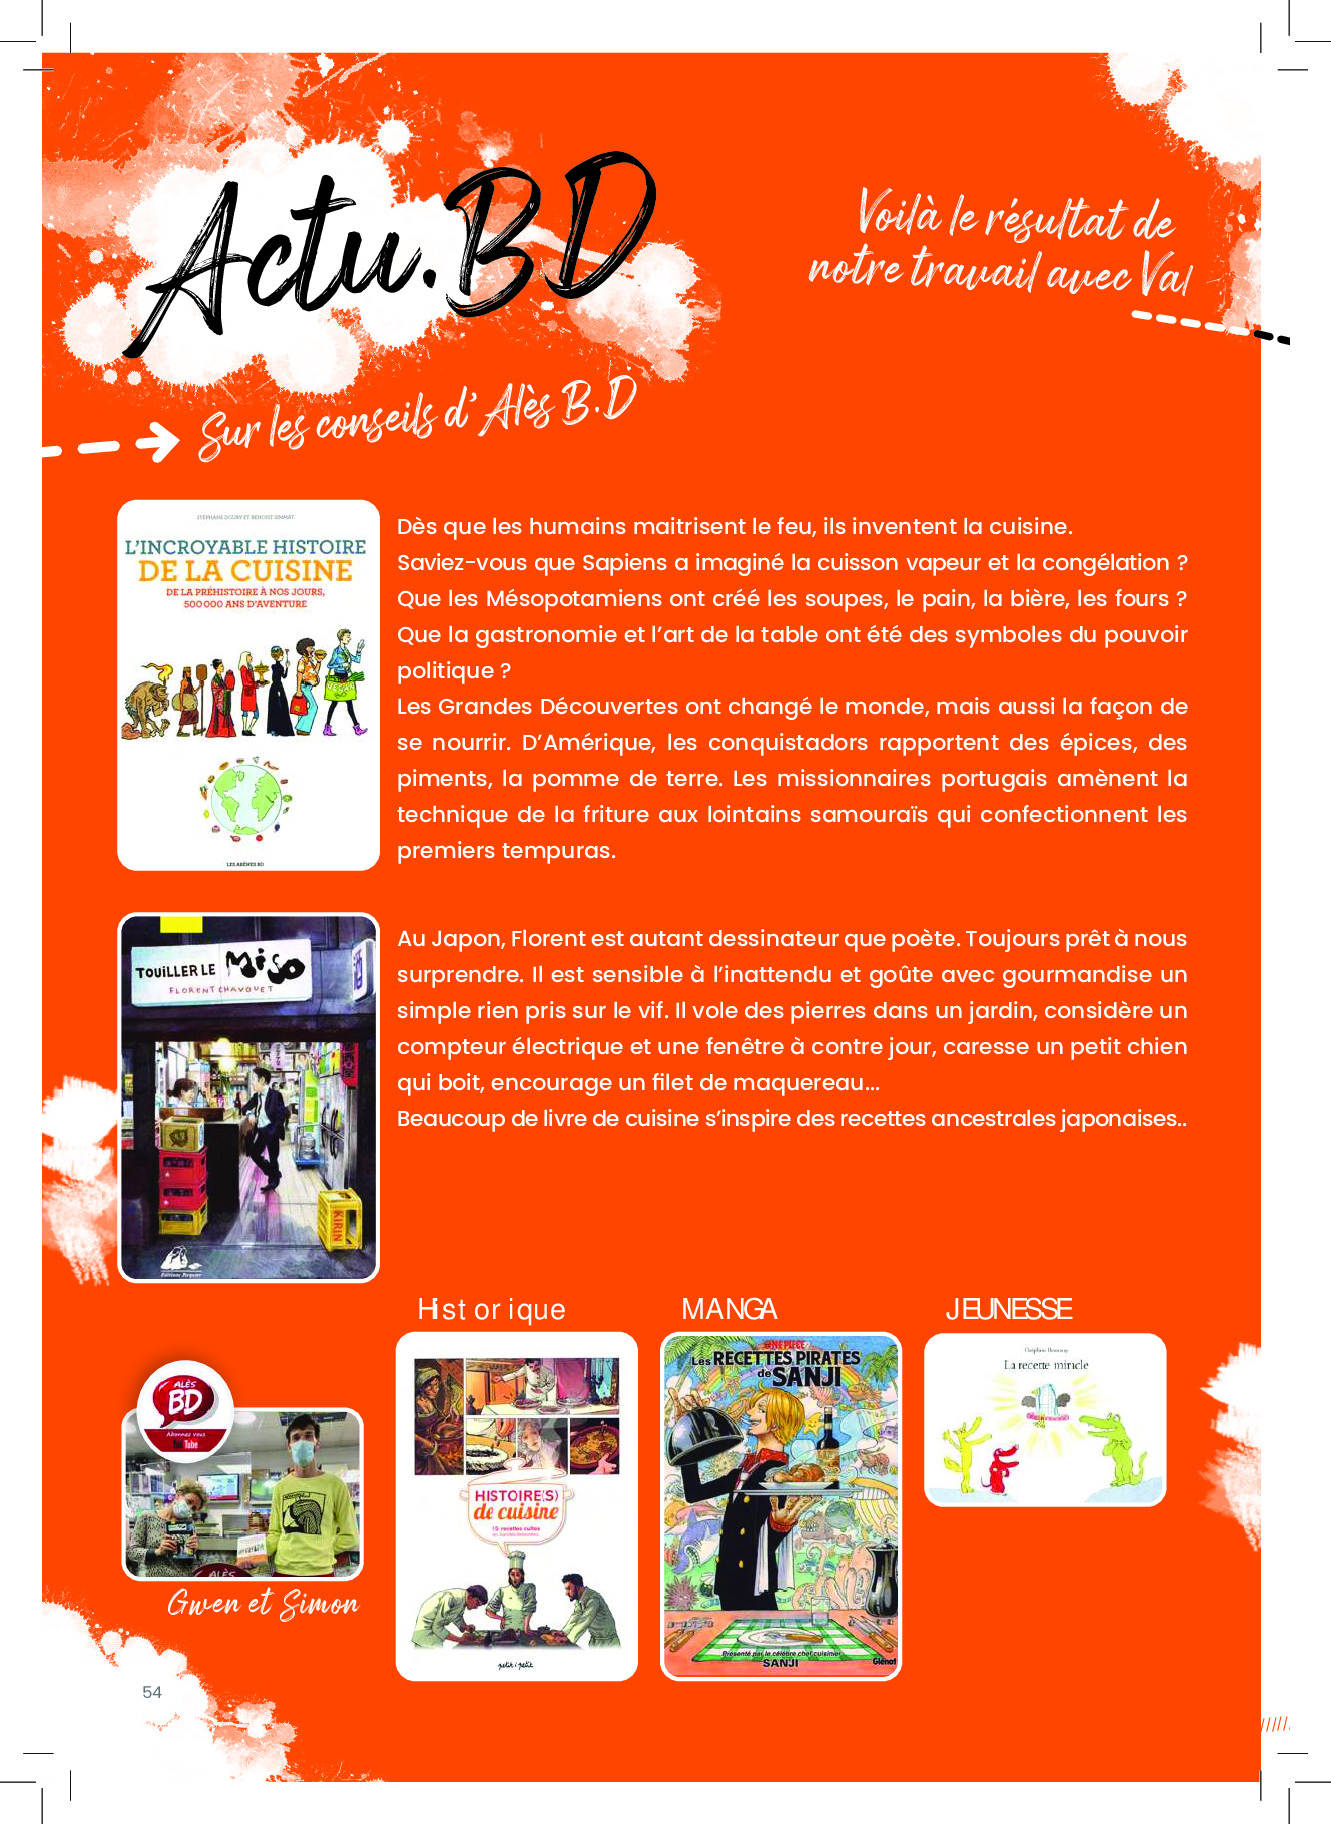 Actu.BD
Voilà le résultat de
notre travail avec Val
Sur les conseils d'Alès B.D
STÉPHANE DOUAY ET BENOIST SIMMAT
L'INCROYABLE HISTOIRE
DE LA CUISINE
DE LA PRÉHISTOIRE À NOS JOURS,
500 000 ANS D'AVENTURE
VEGAN
LES ARÈNES BD
Dès que les humains maitrisent le feu, ils inventent la cuisine.
Saviez-vous que Sapiens a imaginé la cuisson vapeur et la congélation ?
Que les Mésopotamiens ont créé les soupes, le pain, la bière, les fours ?
Que la gastronomie et l'art de la table ont été des symboles du pouvoir
politique ?
Les Grandes Découvertes ont changé le monde, mais aussi la façon de
se nourrir. D'Amérique, les conquistadors rapportent des épices, des
piments, la pomme de terre. Les missionnaires portugais amènent la
technique de la friture aux lointains samouraïs qui confectionnent les
premiers tempuras.
TOUILLER LE MISO
FLORENT CHAVOUET
酒
KIRIN
Editions Picquier
Au Japon, Florent est autant dessinateur que poète. Toujours prêt à nous
surprendre. Il est sensible à l'inattendu et goûte avec gourmandise un
simple rien pris sur le vif. Il vole des pierres dans un jardin, considère un
compteur électrique et une fenêtre à contre jour, caresse un petit chien
qui boit, encourage un filet de maquereau...
Beaucoup de livre de cuisine s'inspire des recettes ancestrales japonaises..
Historique
MANGA
JEUNESSE
HISTOIRE(S)
de cuisine
15 recettes cultes
en bandes dessinées
petit à petit
ONE PIECE
Les RECETTES PIRATES
de SANJI
Présenté par le célèbre chef cuisinier
SANJI
Glénat
La recette miracle
ALÈS
BD
Abonnez vous
You Tube
ALÈS
Gwen et Simon
54